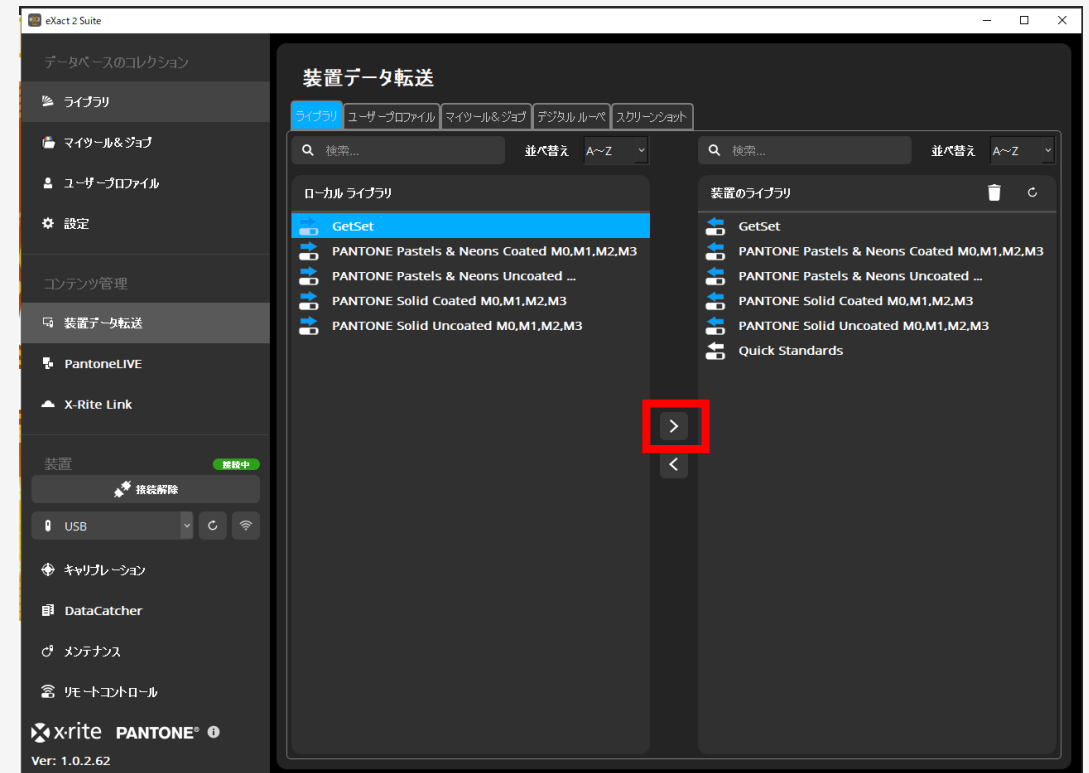 eXact 2 Suite
データベースのコレクション
ライブラリ
マイツール&ジョブ
ユーザープロファイル
設定
コンテンツ管理
装置データ転送
PantoneLIVE
X-Rite Link
装置 接続中
接続解除
USB
キャリブレーション
DataCatcher
メンテナンス
リモートコントロール
x·rite PANTONE®
Ver: 1.0.2.62
装置データ転送
ライブラリ ユーザープロファイル マイツール&ジョブ デジタル ルーペ スクリーンショット
検索... 並べ替え A~Z
ローカル ライブラリ
GetSet
PANTONE Pastels & Neons Coated M0,M1,M2,M3
PANTONE Pastels & Neons Uncoated ...
PANTONE Solid Coated M0,M1,M2,M3
PANTONE Solid Uncoated M0,M1,M2,M3
検索... 並べ替え A~Z
装置のライブラリ
GetSet
PANTONE Pastels & Neons Coated M0,M1,M2,M3
PANTONE Pastels & Neons Uncoated ...
PANTONE Solid Coated M0,M1,M2,M3
PANTONE Solid Uncoated M0,M1,M2,M3
Quick Standards